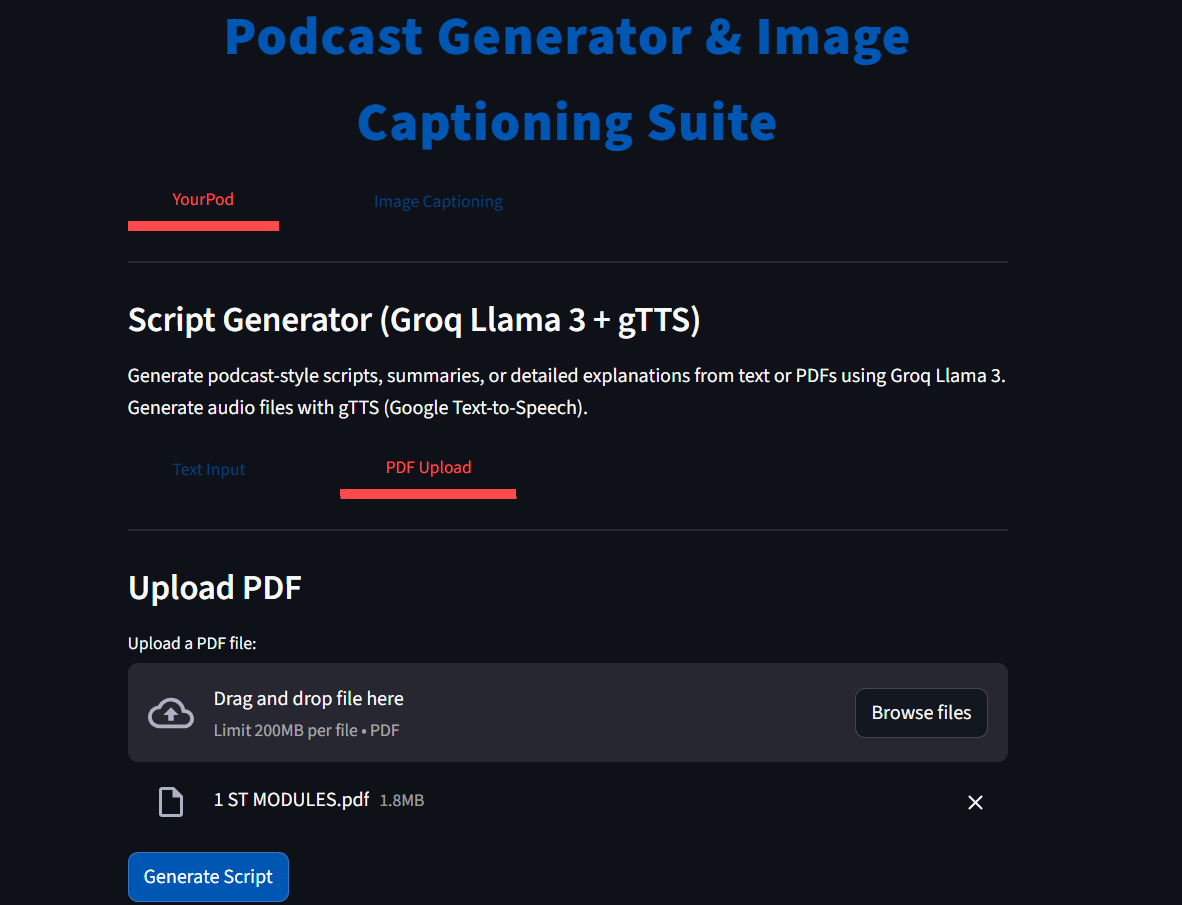 Podcast Generator & Image
Captioning Suite
YourPod
Image Captioning
Script Generator (Groq Llama 3 + gTTS)
Generate podcast-style scripts, summaries, or detailed explanations from text or PDFs using Groq Llama 3.
Generate audio files with gTTS (Google Text-to-Speech).
Text Input
PDF Upload
Upload PDF
Upload a PDF file:
Drag and drop file here
Limit 200MB per file • PDF
Browse files
1 ST MODULES.pdf 1.8MB
Generate Script